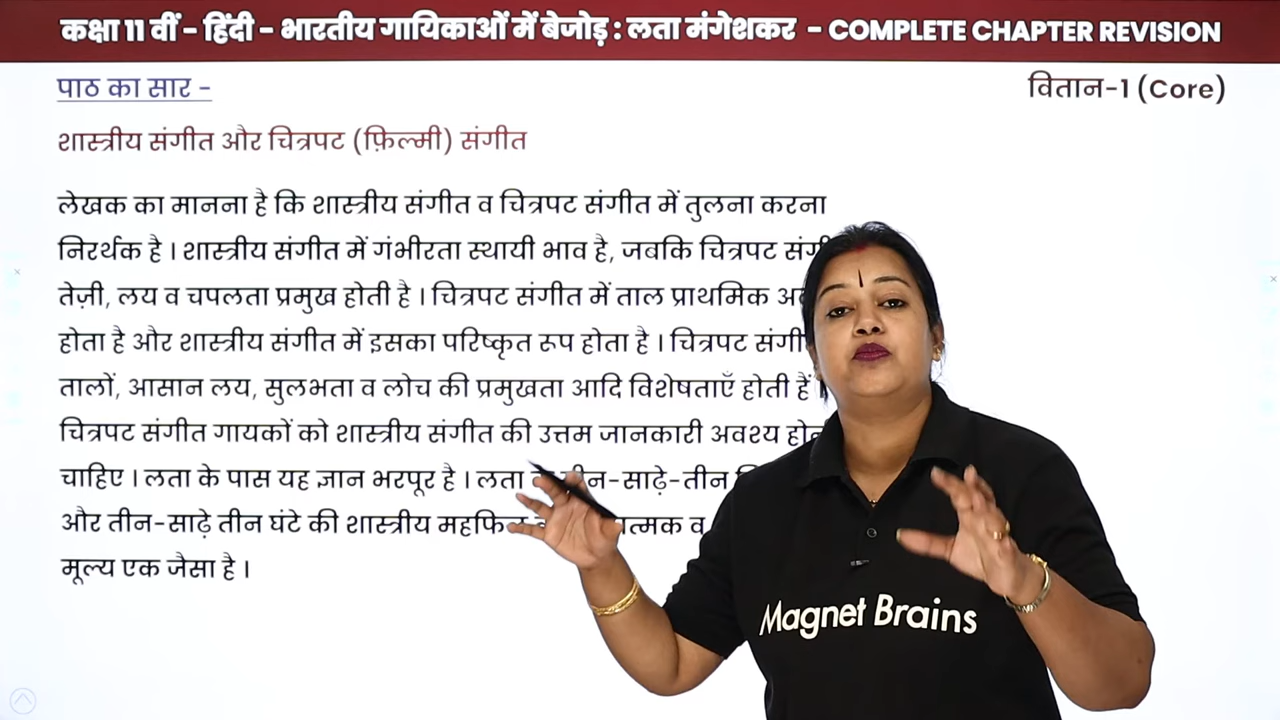 कक्षा 11 वीं - हिंदी - भारतीय गायिकाओं में बेजोड़ : लता मंगेशकर - COMPLETE CHAPTER REVISION
पाठ का सार -
वितान-1 (Core)
शास्त्रीय संगीत और चित्रपट (फ़िल्मी) संगीत
लेखक का मानना है कि शास्त्रीय संगीत व चित्रपट संगीत में तुलना करना
निरर्थक है । शास्त्रीय संगीत में गंभीरता स्थायी भाव है, जबकि चित्रपट
तेज़ी, लय व चपलता प्रमुख होती है । चित्रपट संगीत में ताल प्राथमिक
होता है और शास्त्रीय संगीत में इसका परिष्कृत रूप होता है । चित्रपट
तालों, आसान लय, सुलभता व लोच की प्रमुखता आदि विशेषताएँ होती हैं ।
चित्रपट संगीत गायकों को शास्त्रीय संगीत की उत्तम जानकारी अवश्य
चाहिए । लता के पास यह ज्ञान भरपूर है । लता
और तीन-साढ़े तीन घंटे की शास्त्रीय व
मूल्य एक जैसा है ।
Magnet Brains